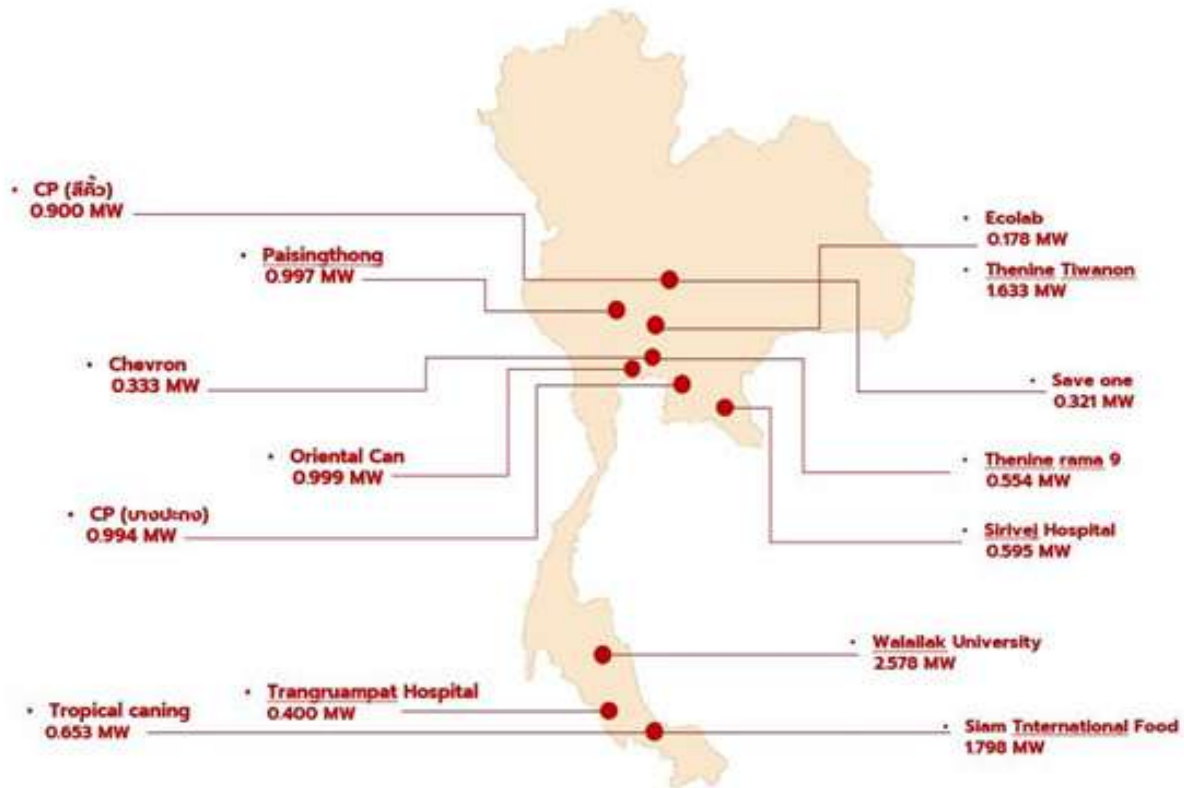 • CP (สีคิ้ว)
0.900 MW
• Paisingthong
0.997 MW
• Chevron
0.333 MW
• Oriental Can
0.999 MW
• CP (บางปะกง)
0.994 MW
• Trangruampat Hospital
0.400 MW
• Tropical caning
0.653 MW
• Ecolab
0.178 MW
• Thenine Tiwanon
1.633 MW
• Save one
0.321 MW
• Thenine rama 9
0.554 MW
• Sirivej Hospital
0.595 MW
• Walailak University
2.578 MW
• Siam Tnternational Food
1.798 MW